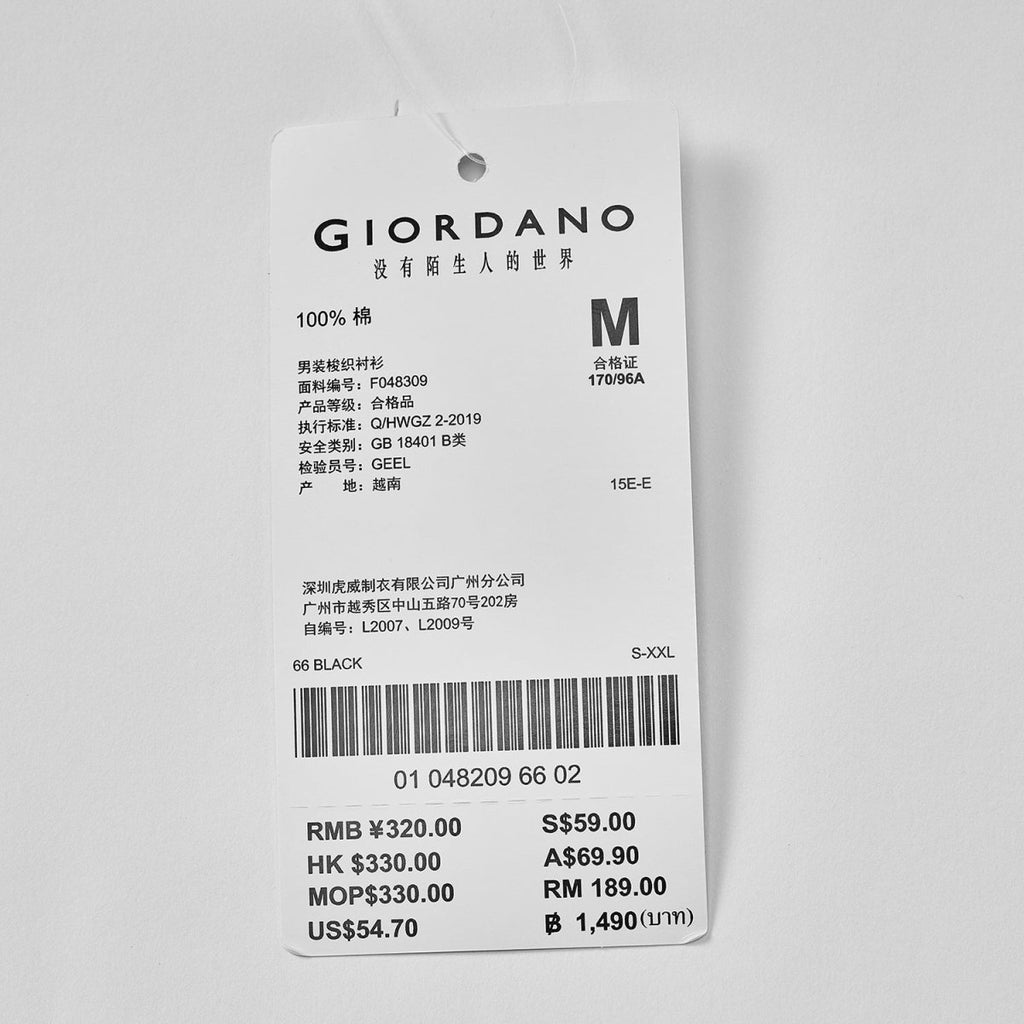 GIORDANO
没有陌生人的世界
100% 棉
M
合格证
170/96A
男装梭织衬衫
面料编号：F048309
产品等级：合格品
执行标准：Q/HWGZ 2-2019
安全类别：GB 18401 B类
检验员号：GEEL
产 地：越南
15E-E
深圳虎威制衣有限公司广州分公司
广州市越秀区中山五路70号202房
自编号：L2007、L2009号
66 BLACK
S-XXL
01 048209 66 02
RMB ¥320.00
S$59.00
HK $330.00
A$69.90
MOP$330.00
RM 189.00
US$54.70
฿ 1,490(บาท)